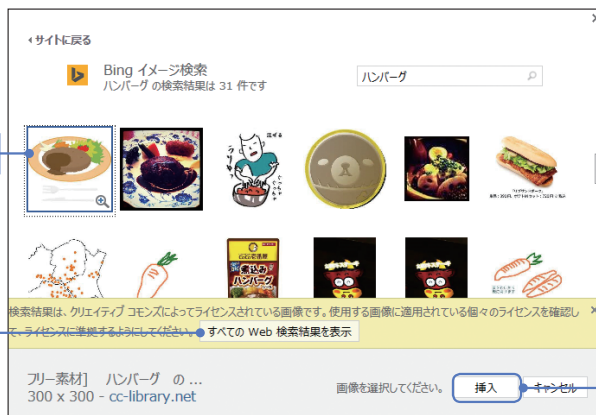 サイトに戻る
Bing イメージ検索
ハンバーグ の検索結果は 31 件です
ハンバーグ
煮込み
ハンバーグ
検索結果は、クリエイティブ コモンズによってライセンスされている画像です。使用する画像に適用されている個々のライセンスを確認し
て、ライセンスに準拠するようにしてください。 すべての Web 検索結果を表示
フリー素材] ハンバーグ の ...
300 x 300 - cc-library.net
画像を選択してください。 挿入 キャンセル